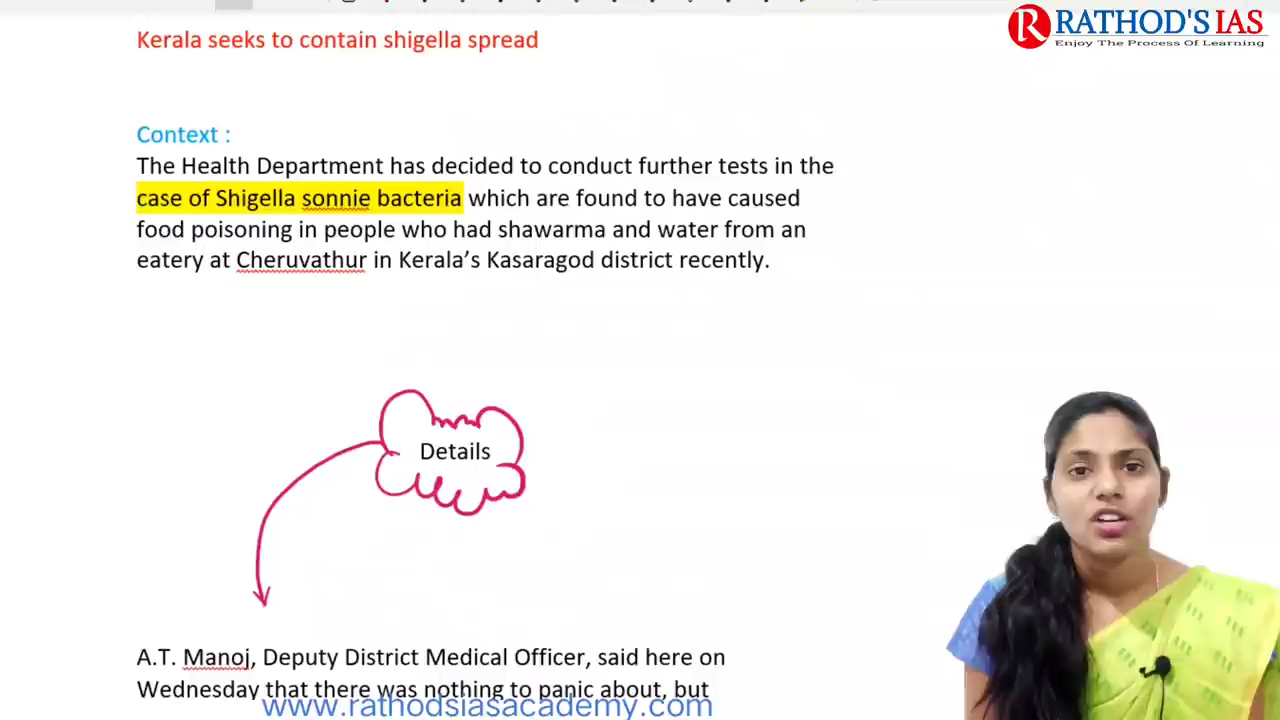 Kerala seeks to contain shigella spread
RATHOD'S IAS
Enjoy The Process Of Learning
Context :
The Health Department has decided to conduct further tests in the
case of Shigella sonnie bacteria which are found to have caused
food poisoning in people who had shawarma and water from an
eatery at Cheruvathur in Kerala’s Kasaragod district recently.
Details
A.T. Manoj, Deputy District Medical Officer, said here on
Wednesday that there was nothing to panic about, but
www.rathodsiasacademy.com